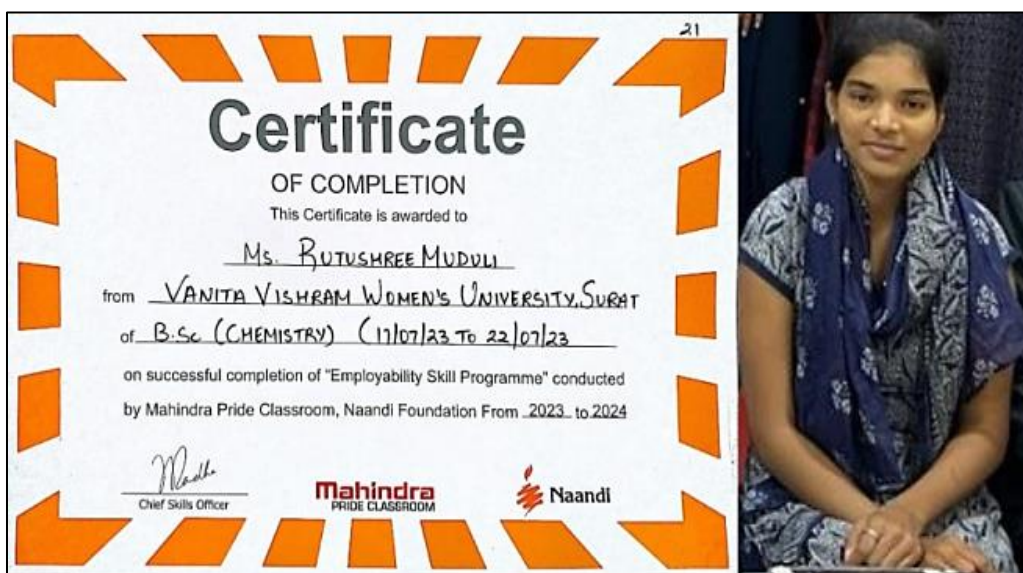 21
Certificate
OF COMPLETION
This Certificate is awarded to
Ms. RUTUSHREE MUDULI
from VANITA VISHRAM WOMEN'S UNIVERSITY, SURAT
of B.Sc (CHEMISTRY) (17/07/23 TO 22/07/23
on successful completion of "Employability Skill Programme" conducted
by Mahindra Pride Classroom, Naandi Foundation From 2023 to 2024
Chief Skills Officer
Mahindra
PRIDE CLASSROOM
Naandi